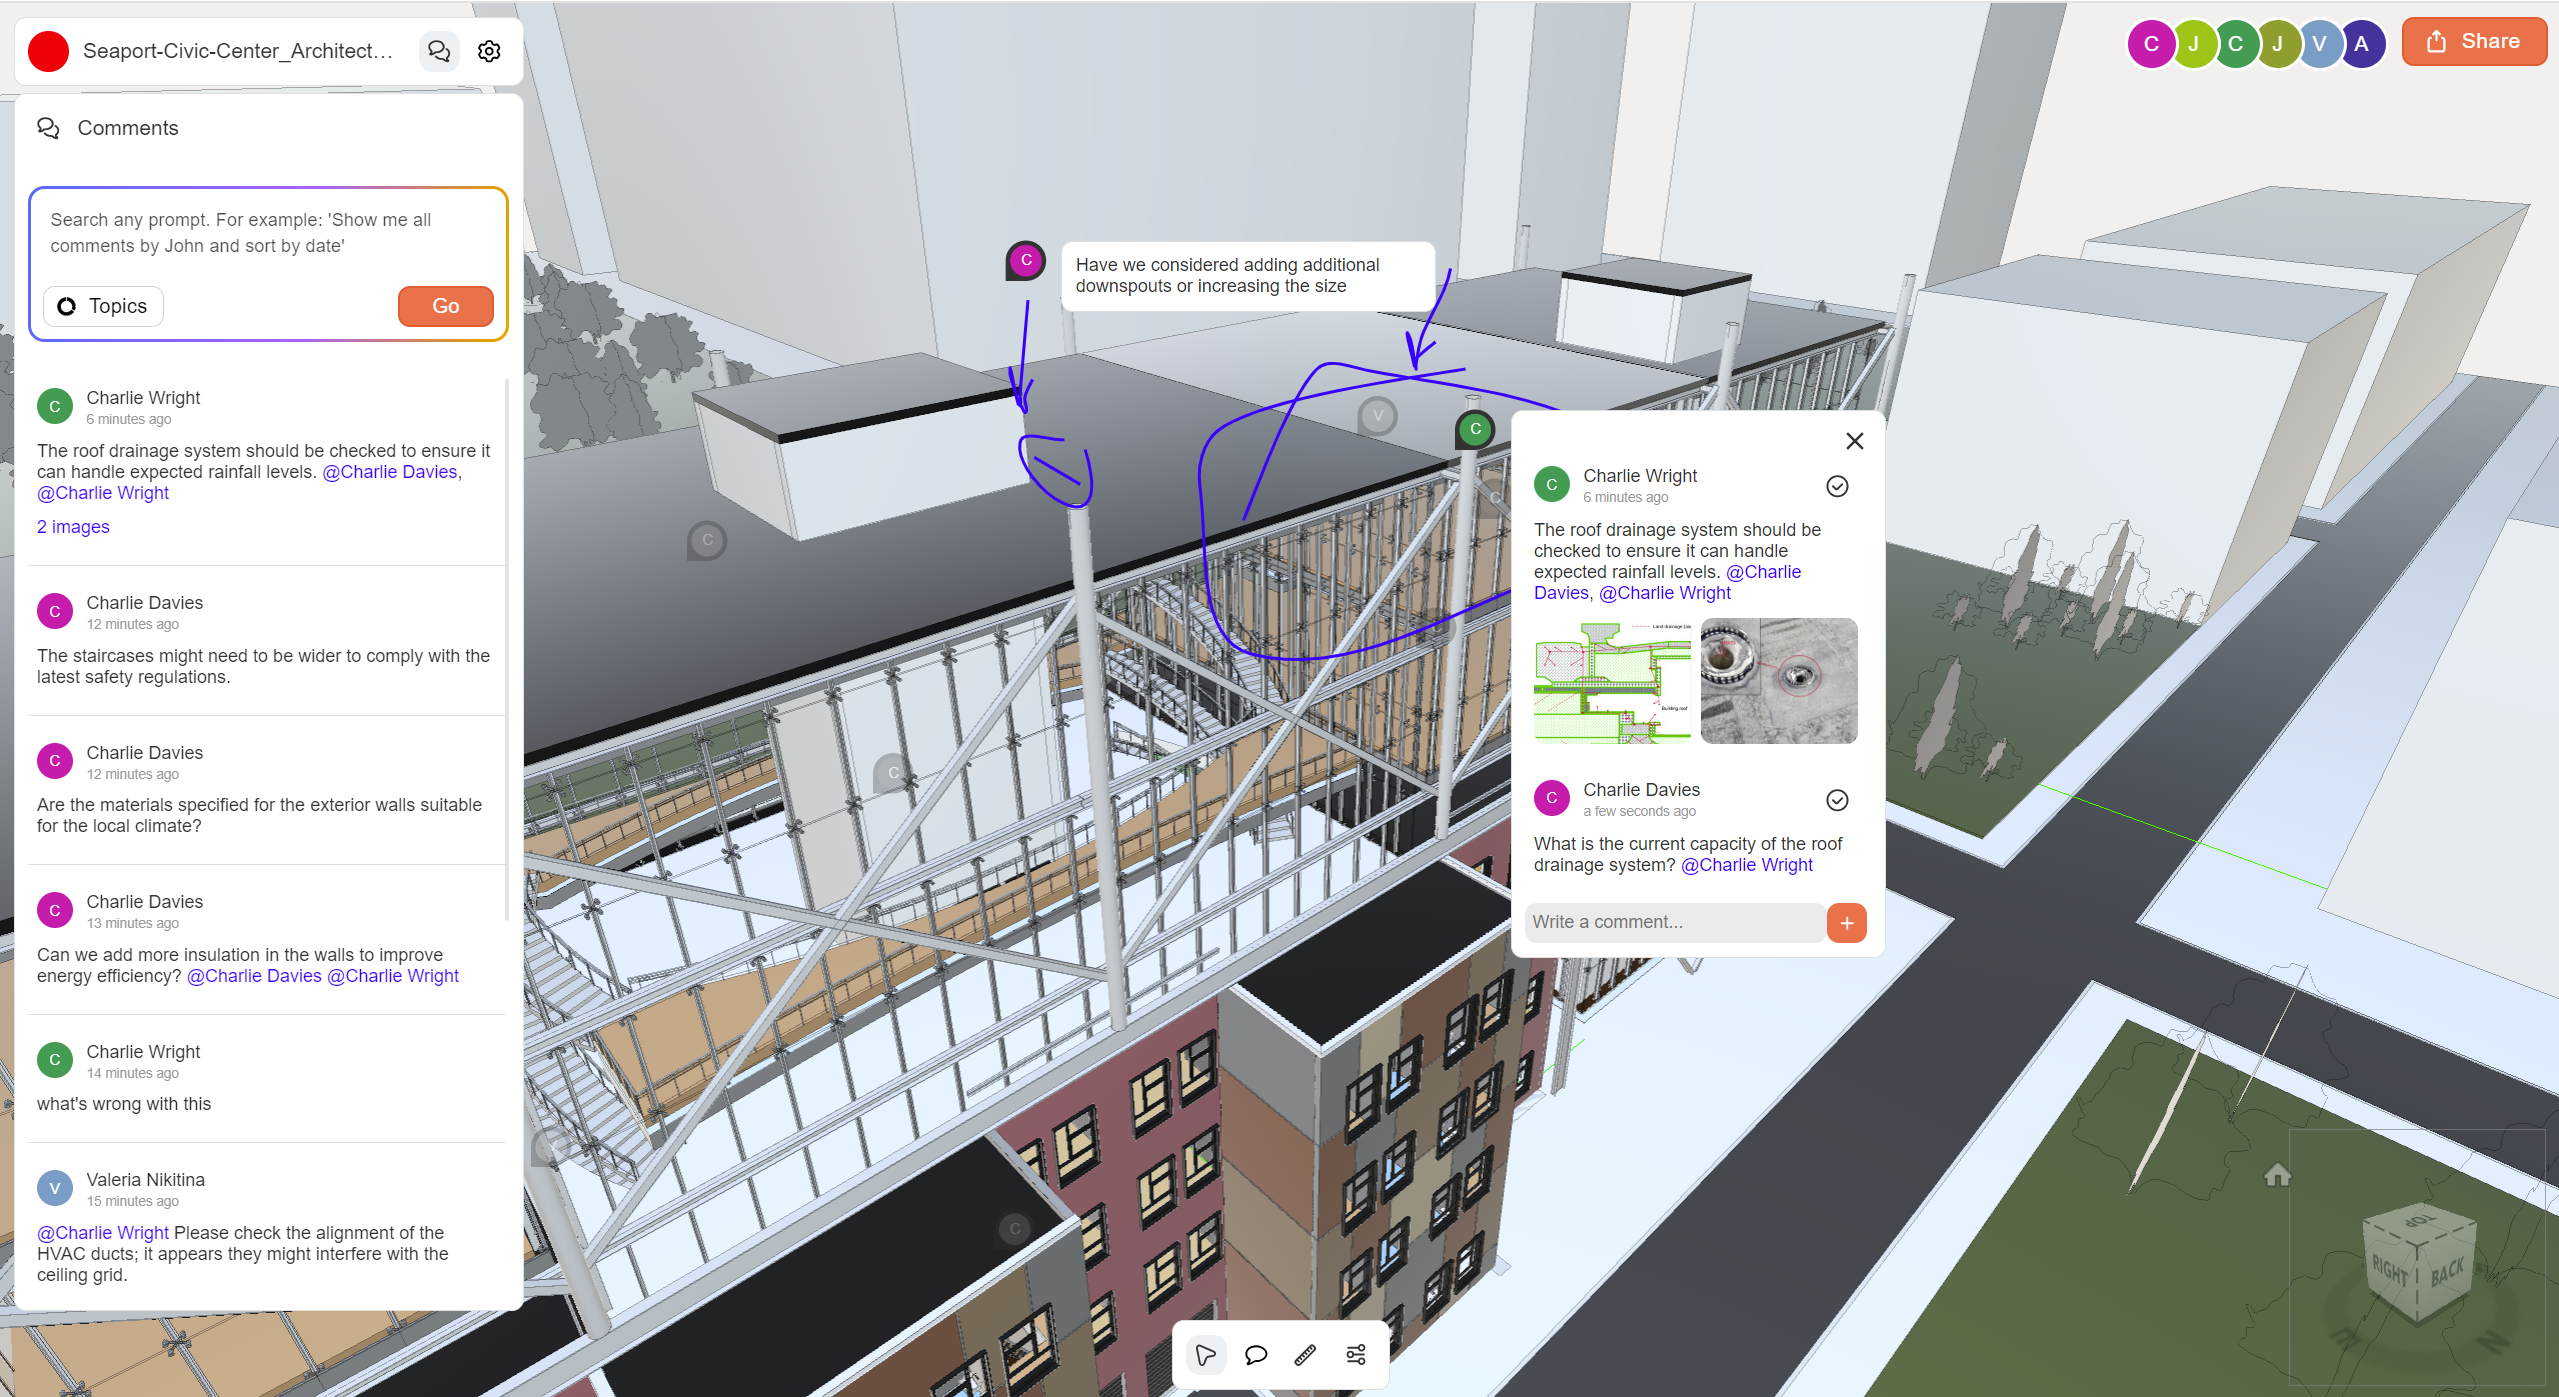 Seaport-Civic-Center_Architect...
C J C J V A
Share
Comments
Search any prompt. For example: 'Show me all
comments by John and sort by date'
Topics
Go
C
Charlie Wright
6 minutes ago
The roof drainage system should be checked to ensure it
can handle expected rainfall levels. @Charlie Davies,
@Charlie Wright
2 images
C
Charlie Davies
12 minutes ago
The staircases might need to be wider to comply with the
latest safety regulations.
C
Charlie Davies
12 minutes ago
Are the materials specified for the exterior walls suitable
for the local climate?
C
Charlie Davies
13 minutes ago
Can we add more insulation in the walls to improve
energy efficiency? @Charlie Davies @Charlie Wright
C
Charlie Wright
14 minutes ago
what's wrong with this
V
Valeria Nikitina
15 minutes ago
@Charlie Wright Please check the alignment of the
HVAC ducts; it appears they might interfere with the
ceiling grid.
C
Have we considered adding additional
downspouts or increasing the size
V
C
C
C
C
C
C
Charlie Wright
6 minutes ago
The roof drainage system should be
checked to ensure it can handle
expected rainfall levels. @Charlie
Davies, @Charlie Wright
Building roof
C
Charlie Davies
a few seconds ago
What is the current capacity of the roof
drainage system? @Charlie Wright
Write a comment...
TOP
RIGHT
BACK
N